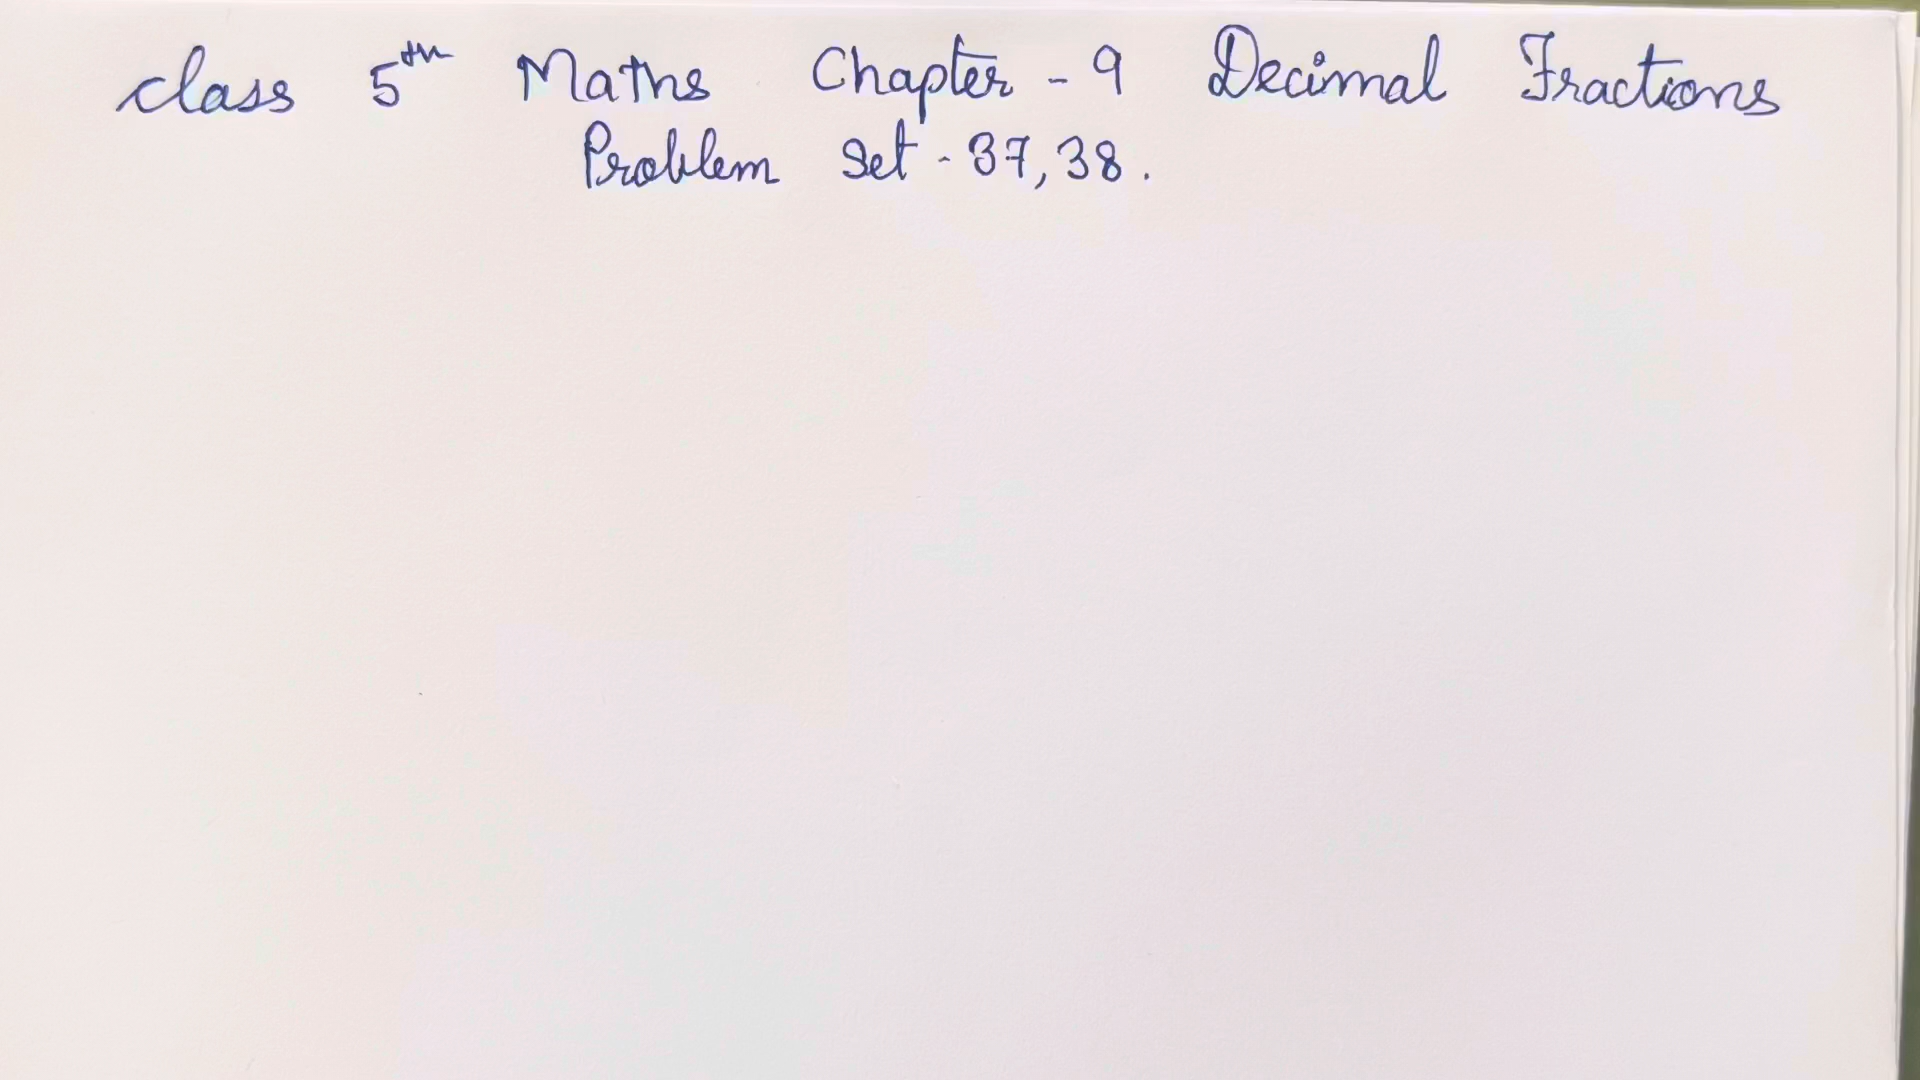 class 5th Maths Chapter - 9 Decimal Fractions
Problem Set - 37, 38.